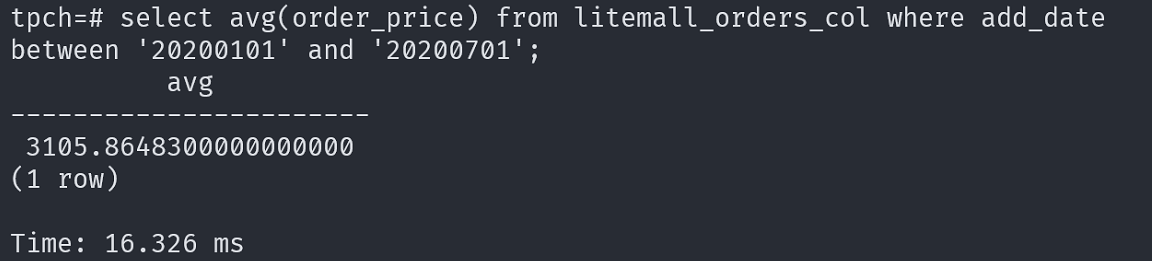 tpch=# select avg(order_price) from litemall_orders_col where add_date
between '20200101' and '20200701';
avg
-----------------------
3105.8648300000000000
(1 row)
Time: 16.326 ms